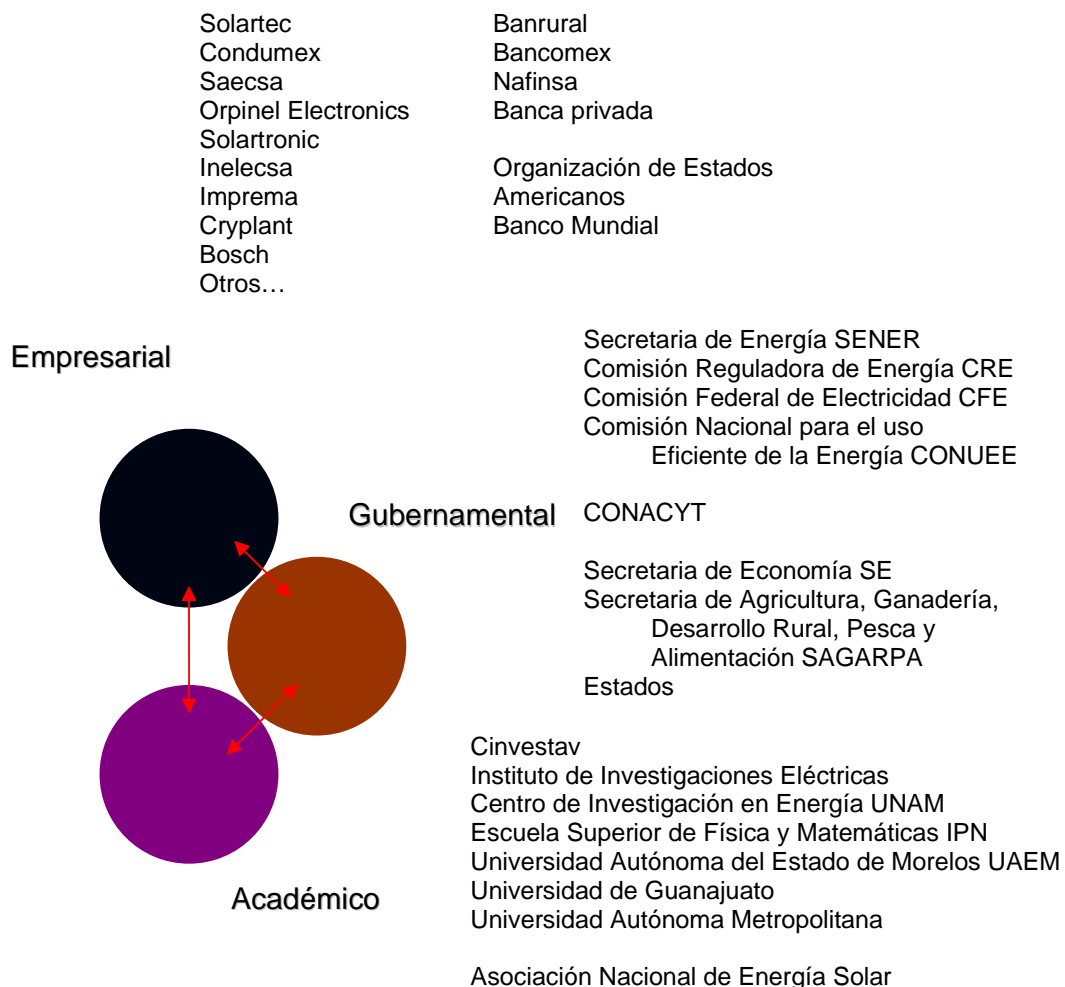 Solartec
Condumex
Saecsa
Orpinel Electronics
Solartronic
Inelecsa
Imprema
Cryplant
Bosch
Otros…
Banrural
Bancomex
Nafinsa
Banca privada
Organización de Estados
Americanos
Banco Mundial
Empresarial
Secretaria de Energía SENER
Comisión Reguladora de Energía CRE
Comisión Federal de Electricidad CFE
Comisión Nacional para el uso
Eficiente de la Energía CONUEE
Gubernamental
CONACYT
Secretaria de Economía SE
Secretaria de Agricultura, Ganadería,
Desarrollo Rural, Pesca y
Alimentación SAGARPA
Estados
Cinvestav
Instituto de Investigaciones Eléctricas
Centro de Investigación en Energía UNAM
Escuela Superior de Física y Matemáticas IPN
Universidad Autónoma del Estado de Morelos UAEM
Universidad de Guanajuato
Universidad Autónoma Metropolitana
Académico
Asociación Nacional de Energía Solar